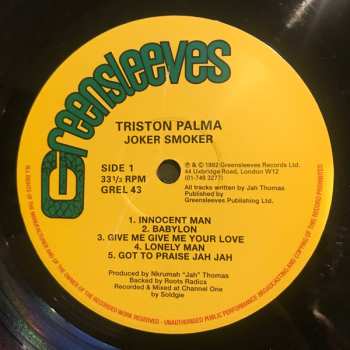 Greensleeves
TRISTON PALMA
JOKER SMOKER
SIDE 1
33⅓ RPM
GREL 43
℗ & © 1982 Greensleeves Records Ltd.
44 Uxbridge Road, London W12
(01-749 3277)
All tracks written by Jah Thomas
Published by
Greensleeves Publishing Ltd.
1. INNOCENT MAN
2. BABYLON
3. GIVE ME GIVE ME YOUR LOVE
4. LONELY MAN
5. GOT TO PRAISE JAH JAH
Produced by Nkrumah "Jah" Thomas
Backed by Roots Radics
Recorded & Mixed at Channel One
by Soldgie
ALL RIGHTS OF THE MANUFACTURER AND OF THE OWNER OF THE RECORDED WORK RESERVED - UNAUTHORISED PUBLIC PERFORMANCE BROADCASTING AND COPYING OF THIS RECORD PROHIBITED.